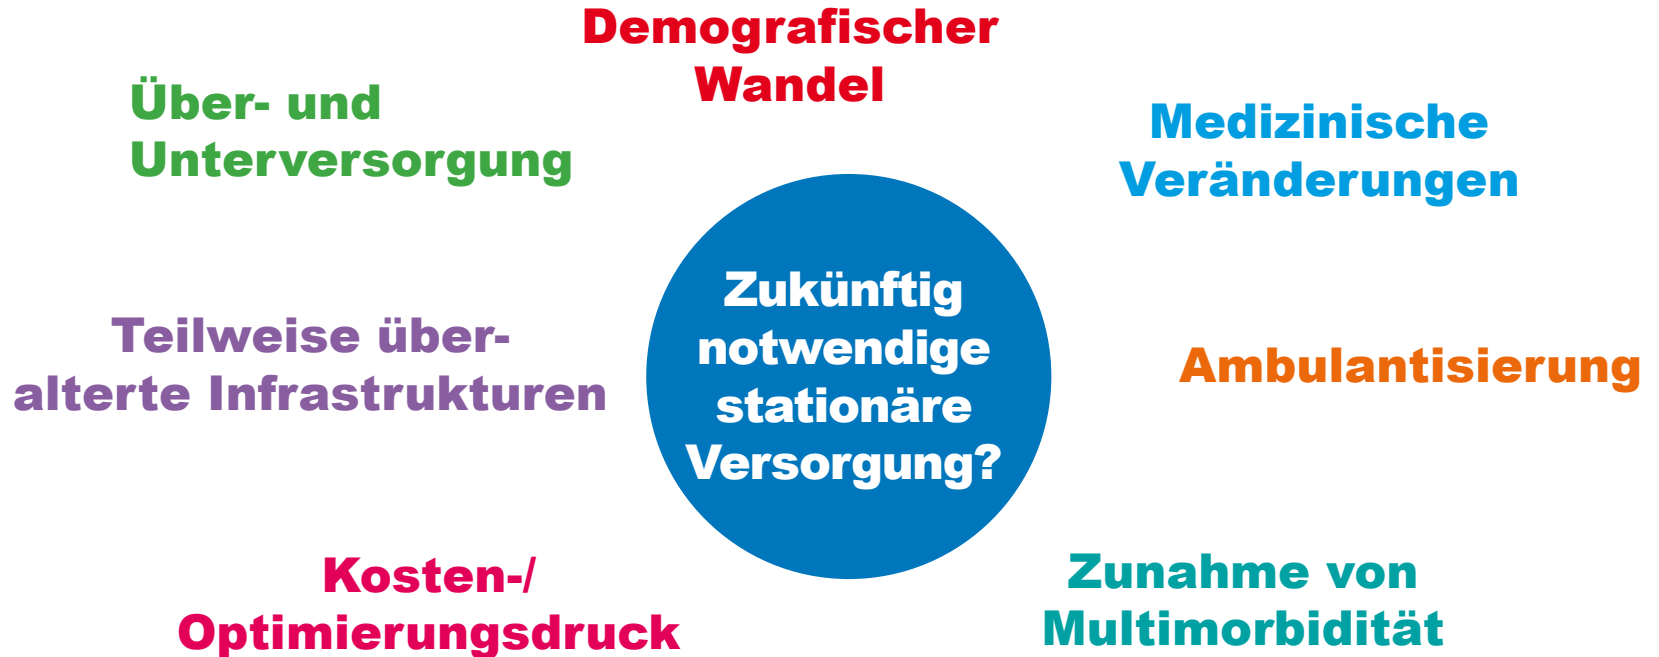 Demografischer
Wandel
Über- und
Unterversorgung
Medizinische
Veränderungen
Zukünftig
notwendige
stationäre
Versorgung?
Teilweise über-
alterte Infrastrukturen
Ambulantisierung
Kosten-/
Optimierungsdruck
Zunahme von
Multimorbidität